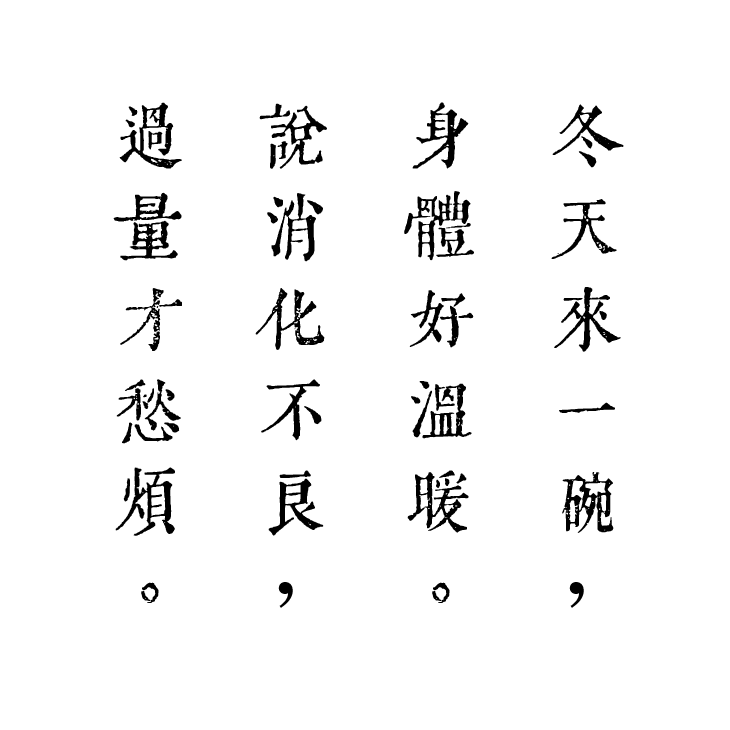 冬天來一碗，
身體好溫暖。
說消化不良，
過量才愁煩。